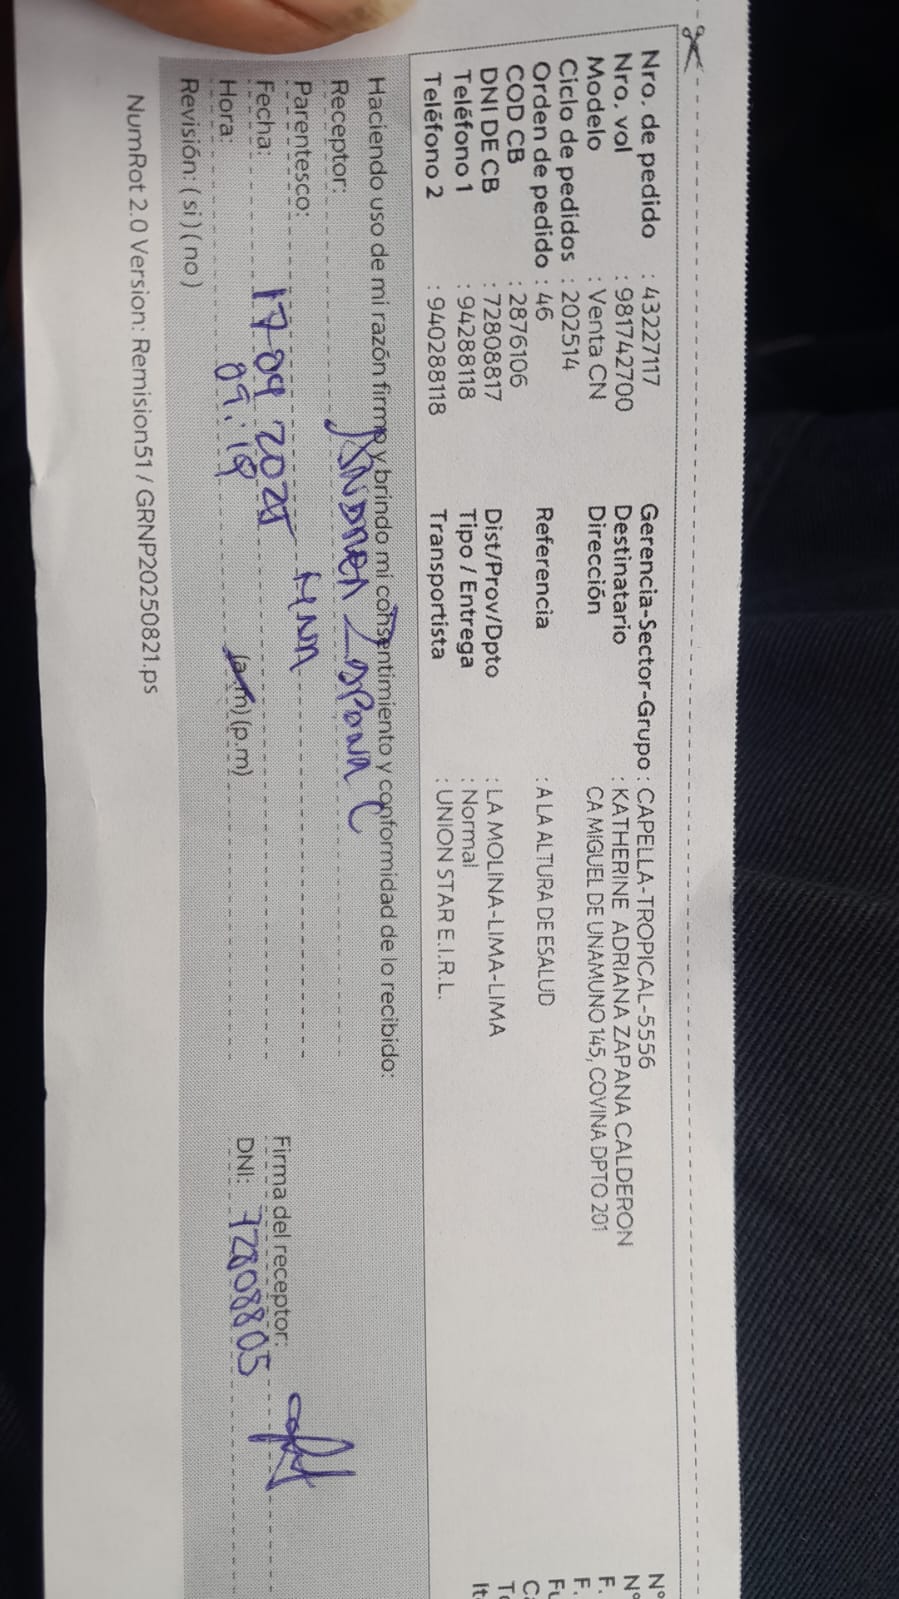 Nro. de pedido : 43227117
Nro. vol : 981742700
Modelo : Venta CN
Ciclo de pedidos : 202514
Orden de pedido : 46
COD CB : 2876106
DNI DE CB : 72808817
Teléfono 1 : 94288118
Teléfono 2 : 940288118
Gerencia-Sector-Grupo : CAPELLA-TROPICAL-5556
Destinatario : KATHERINE ADRIANA ZAPANA CALDERON
Dirección CA MIGUEL DE UNAMUNO 145, COVINA DPTO 201
Referencia : A LA ALTURA DE ESALUD
Dist/Prov/Dpto : LA MOLINA-LIMA-LIMA
Tipo / Entrega : Normal
Transportista : UNION STAR E.I.R.L.
N°
N°
F.
F.
Fu
It
Haciendo uso de mi razón firmo y brindo mi consentimiento y conformidad de lo recibido:
Receptor: ZAPANA C
Parentesco: HNA
Fecha: 17 09 2025
Hora: 09:19 (a.m) (p.m)
Revisión: ( si ) ( no )
Firma del receptor:
DNI: 72808805
NumRot 2.0 Version: Remision51 / GRNP20250821.ps